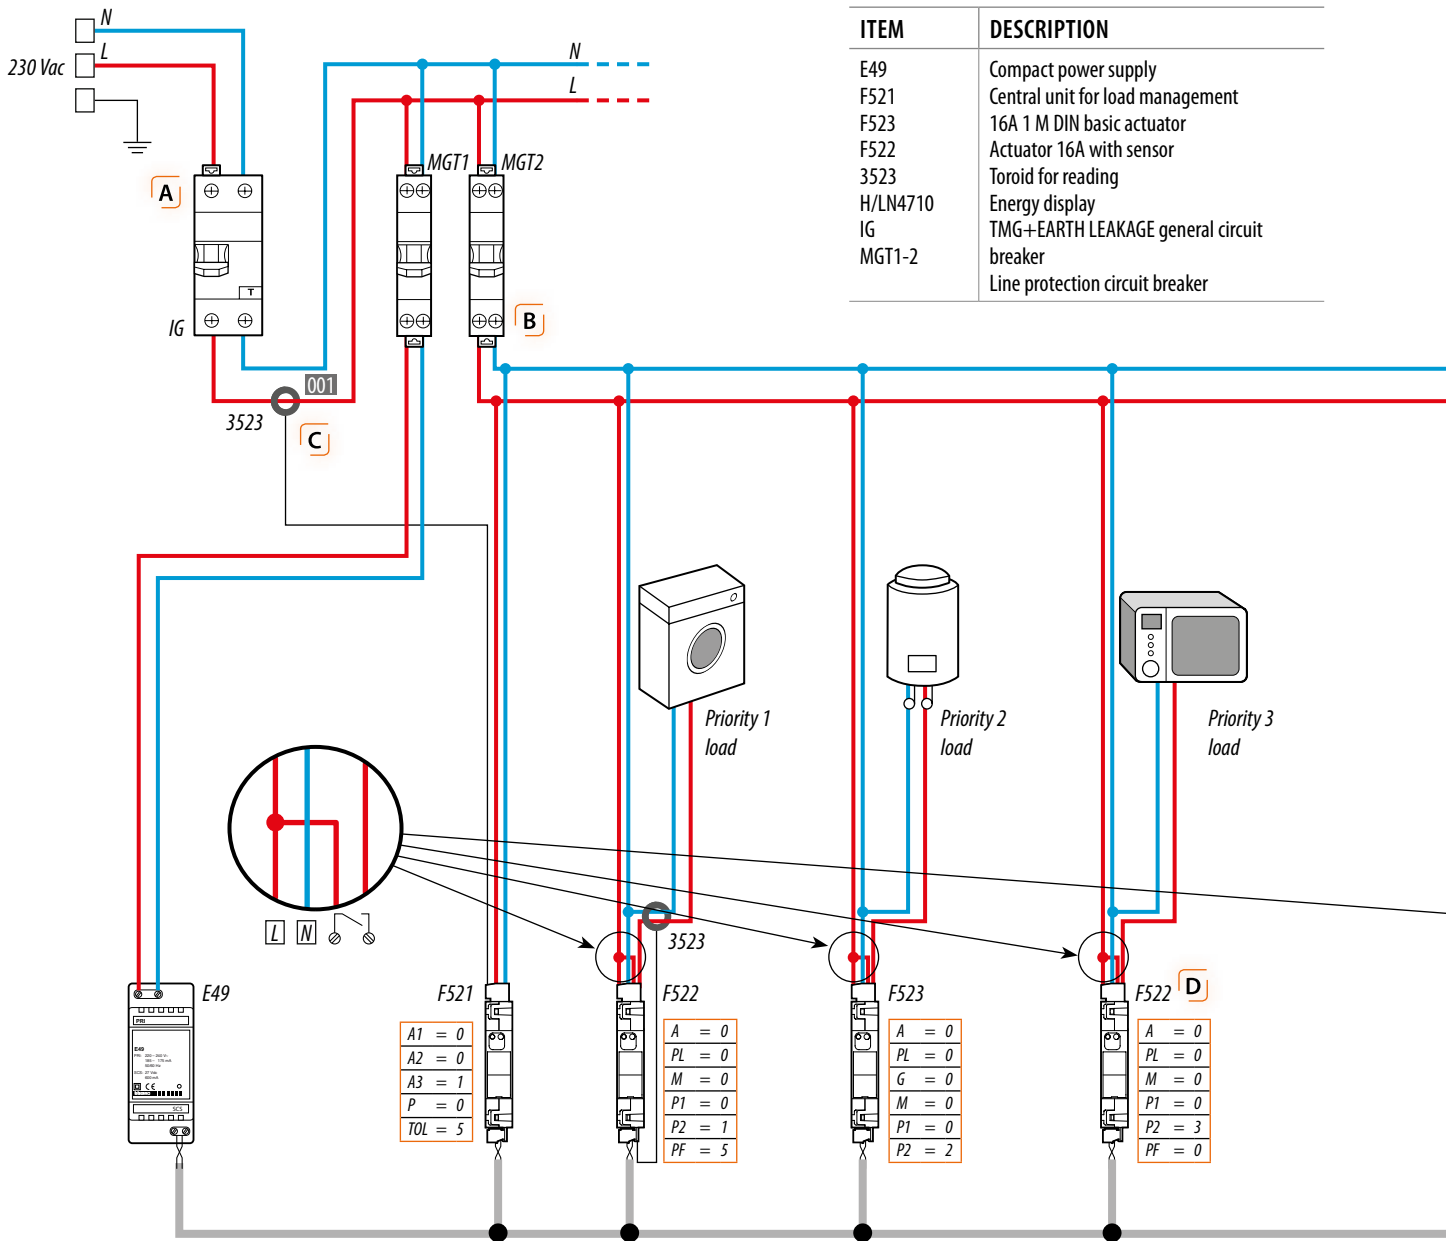 N
L
230 Vac
N
L
ITEM DESCRIPTION
E49 Compact power supply
F521 Central unit for load management
F523 16A 1 M DIN basic actuator
F522 Actuator 16A with sensor
3523 Toroid for reading
H/LN4710 Energy display
IG TMG+EARTH LEAKAGE general circuit
MGT1-2 breaker
Line protection circuit breaker
MGT1
MGT2
A
T
IG
B
001
3523
C
Priority 1
load
Priority 2
load
Priority 3
load
L N
3523
E49
F521
F522
F523
F522
D
PRI
E49
SCS
A1 = 0
A2 = 0
A3 = 1
P = 0
TOL = 5
A = 0
PL = 0
M = 0
P1 = 0
P2 = 1
PF = 5
A = 0
PL = 0
G = 0
M = 0
P1 = 0
P2 = 2
A = 0
PL = 0
M = 0
P1 = 0
P2 = 3
PF = 0